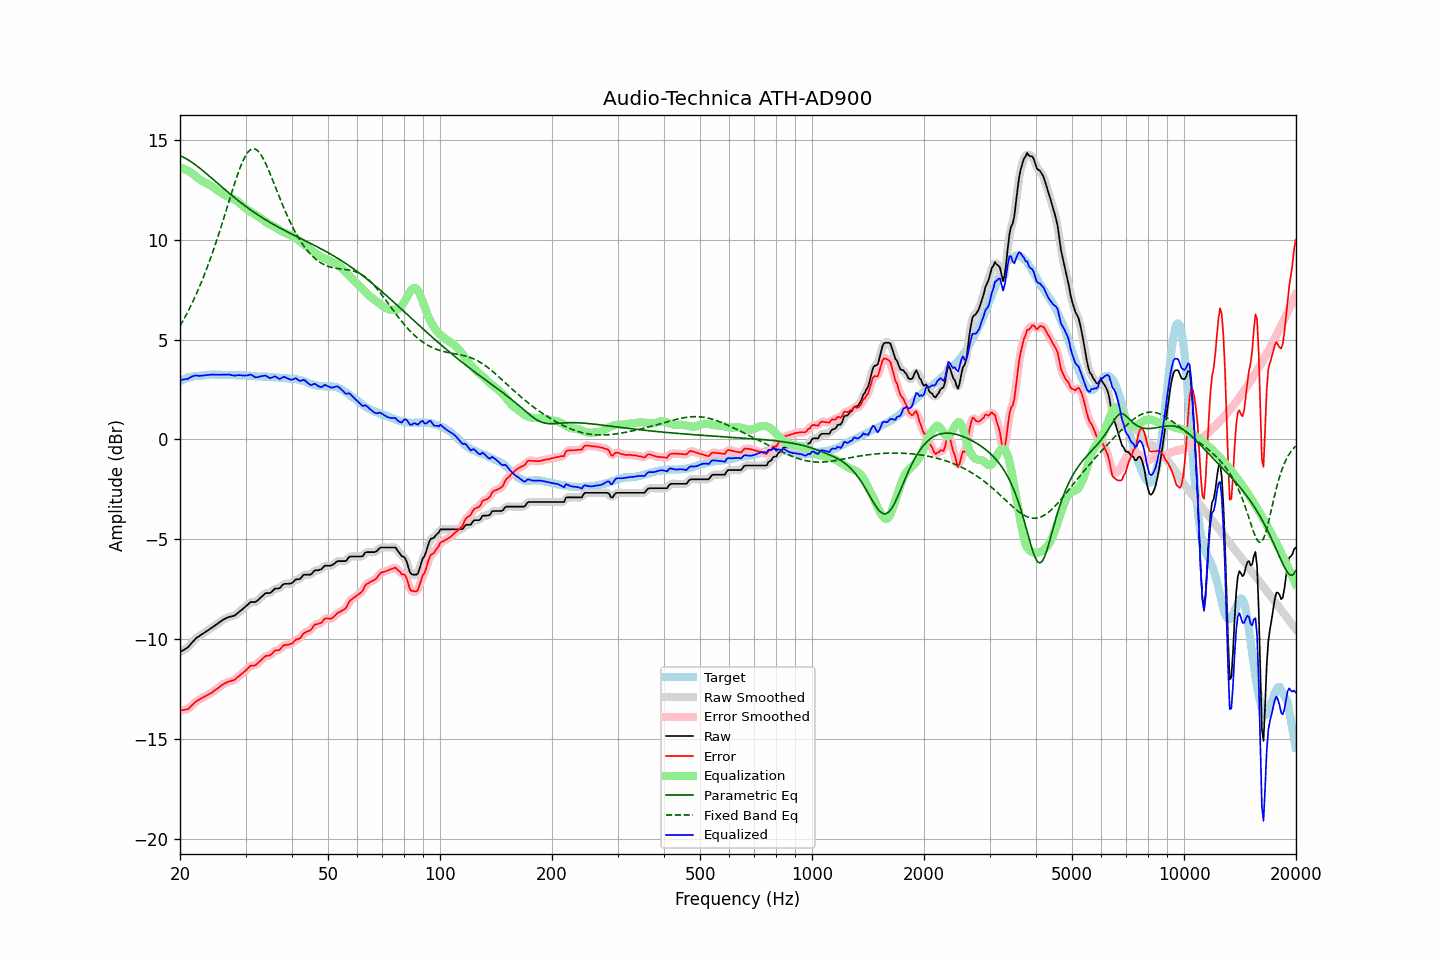 Audio-Technica ATH-AD900
Amplitude (dBr)
15
10
5
0
−5
−10
−15
−20
Target
Raw Smoothed
Error Smoothed
Raw
Error
Equalization
Parametric Eq
Fixed Band Eq
Equalized
20 50 100 200 500 1000 2000 5000 10000 20000
Frequency (Hz)